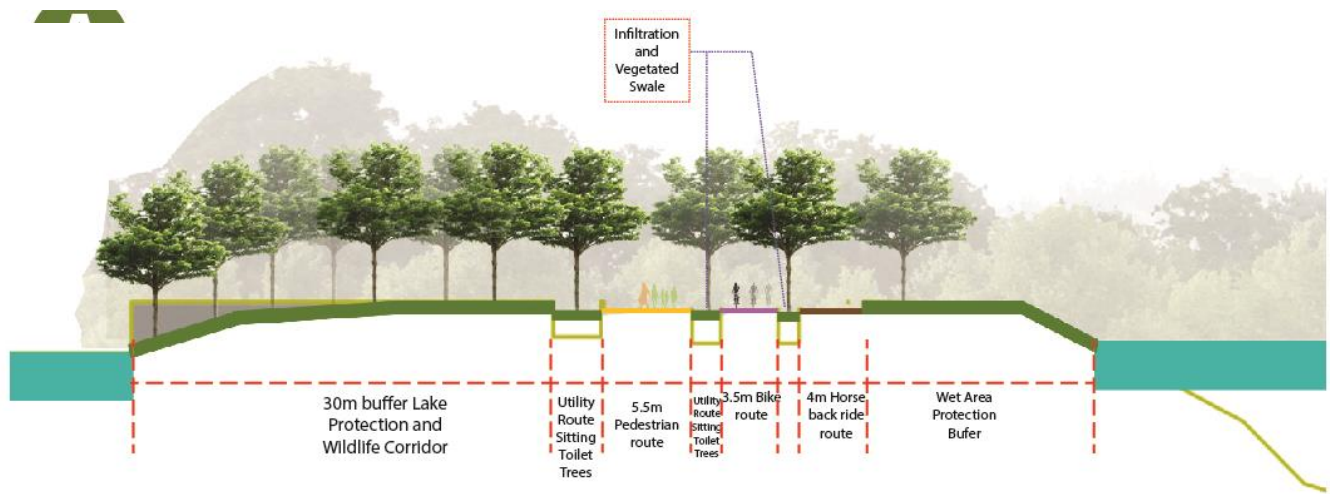 Infiltration
and
Vegetated
Swale
30m buffer Lake
Protection and
Wildlife Corridor
Utility
Route
Sitting
Toilet
Trees
5.5m
Pedestrian
route
Utility
Route
Sitting
Toilet
Trees
3.5m Bike
route
4m Horse
back ride
route
Wet Area
Protection
Bufer